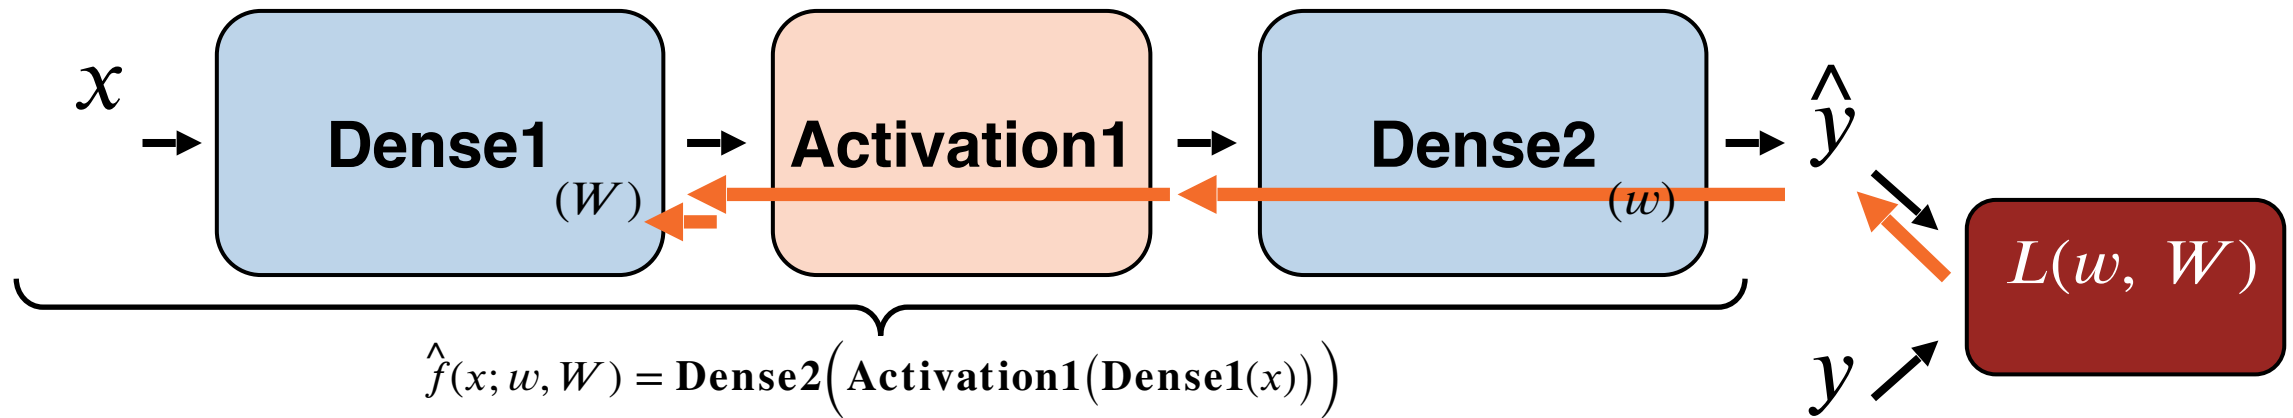 x
Dense1
(W)
Activation1
Dense2
(w)
ŷ
L(w, W)
y
f̂(x; w, W) = Dense2(Activation1(Dense1(x)))